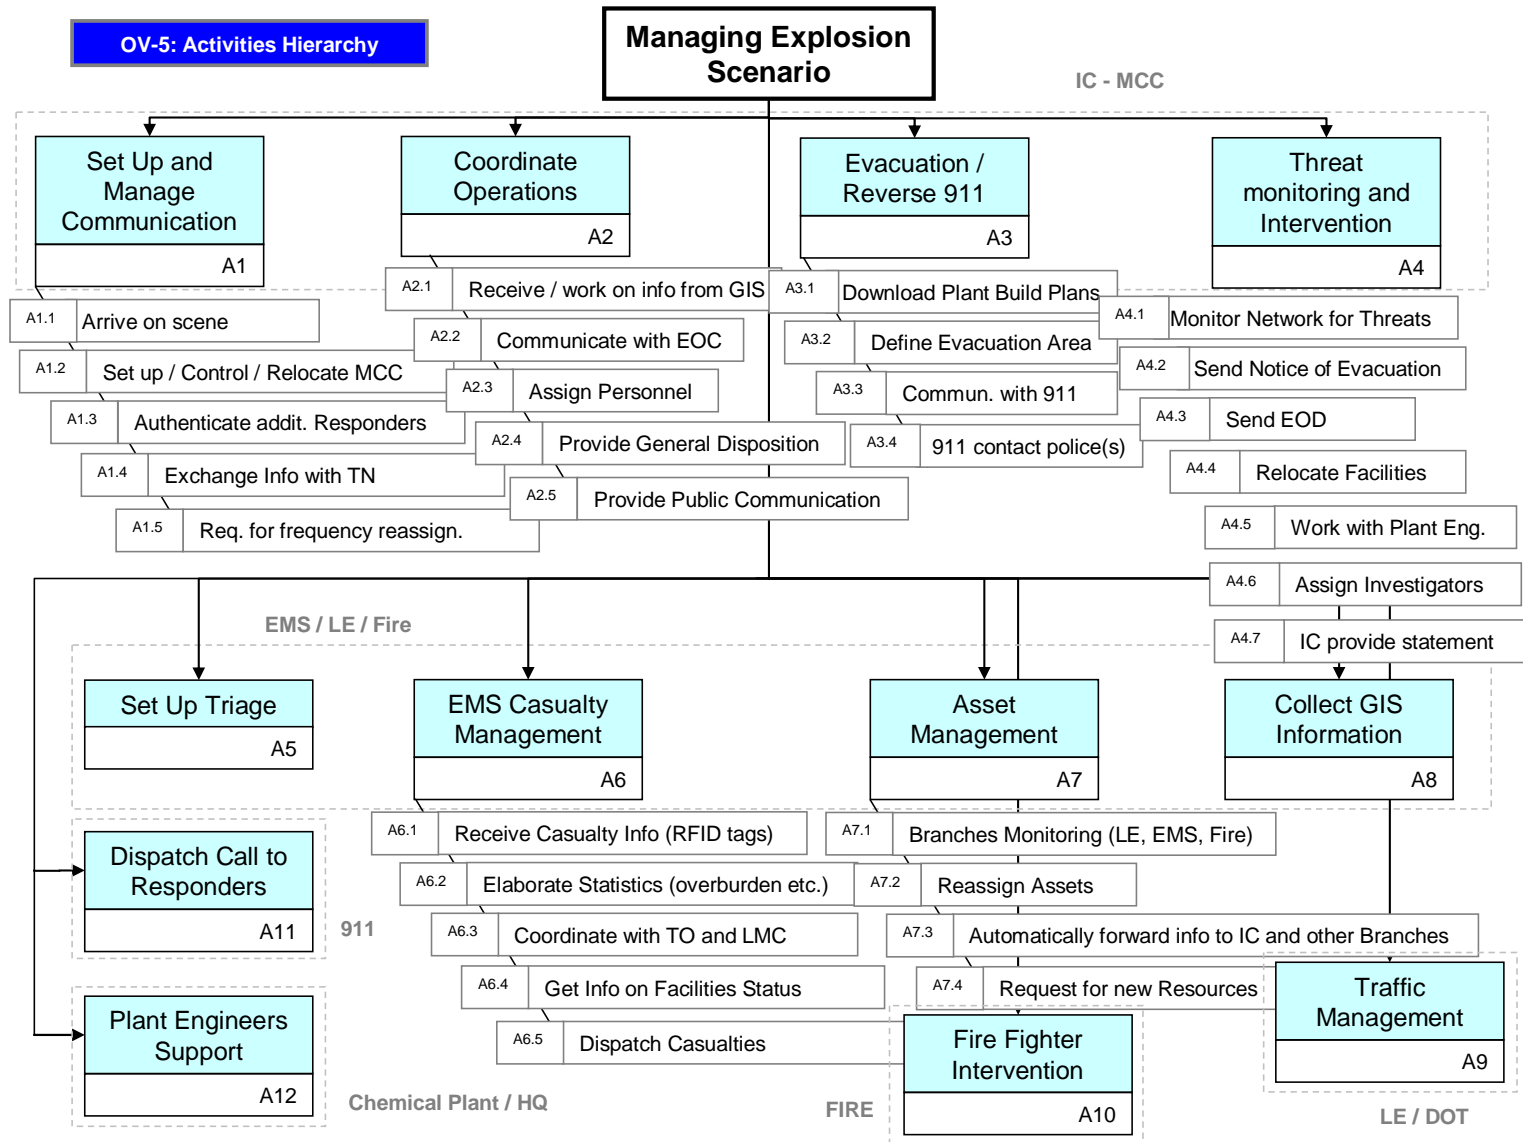 OV-5: Activities Hierarchy
Managing Explosion
Scenario
IC - MCC
Set Up and
Manage
Communication
A1
Coordinate
Operations
A2
Evacuation /
Reverse 911
A3
Threat
monitoring and
Intervention
A4
A1.1 Arrive on scene
A1.2 Set up / Control / Relocate MCC
A1.3 Authenticate addit. Responders
A1.4 Exchange Info with TN
A1.5 Req. for frequency reassign.
A2.1 Receive / work on info from GIS
A2.2 Communicate with EOC
A2.3 Assign Personnel
A2.4 Provide General Disposition
A2.5 Provide Public Communication
A3.1 Download Plant Build Plans
A3.2 Define Evacuation Area
A3.3 Commun. with 911
A3.4 911 contact police(s)
A4.1 Monitor Network for Threats
A4.2 Send Notice of Evacuation
A4.3 Send EOD
A4.4 Relocate Facilities
A4.5 Work with Plant Eng.
A4.6 Assign Investigators
A4.7 IC provide statement
EMS / LE / Fire
Set Up Triage
A5
EMS Casualty
Management
A6
Asset
Management
A7
Collect GIS
Information
A8
A6.1 Receive Casualty Info (RFID tags)
A6.2 Elaborate Statistics (overburden etc.)
A6.3 Coordinate with TO and LMC
A6.4 Get Info on Facilities Status
A6.5 Dispatch Casualties
A7.1 Branches Monitoring (LE, EMS, Fire)
A7.2 Reassign Assets
A7.3 Automatically forward info to IC and other Branches
A7.4 Request for new Resources
Dispatch Call to
Responders
A11
911
Plant Engineers
Support
A12
Chemical Plant / HQ
Fire Fighter
Intervention
A10
FIRE
Traffic
Management
A9
LE / DOT